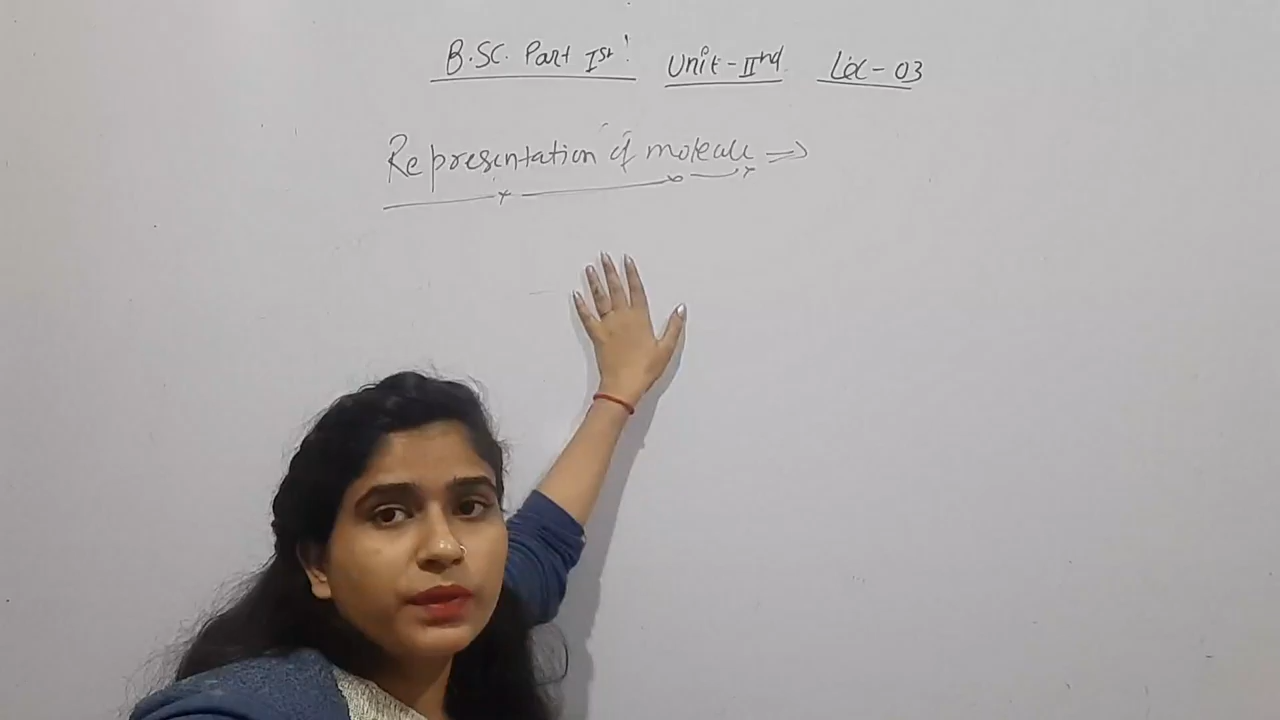 B.SC. Part Ist! Unit-IInd Lec-03
Representation of molecule ⇒